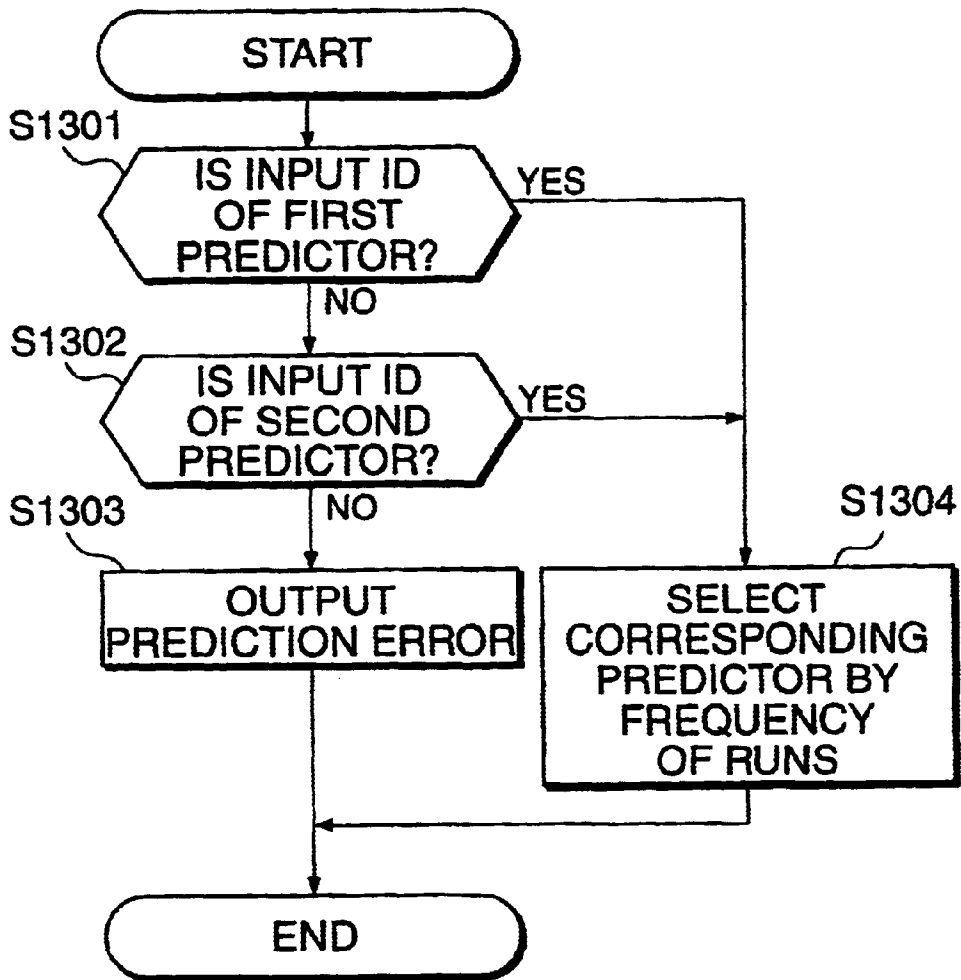 START
S1301
IS INPUT ID
OF FIRST
PREDICTOR?
YES
NO
S1302
IS INPUT ID
OF SECOND
PREDICTOR?
YES
NO
S1303
OUTPUT
PREDICTION ERROR
S1304
SELECT
CORRESPONDING
PREDICTOR BY
FREQUENCY
OF RUNS
END